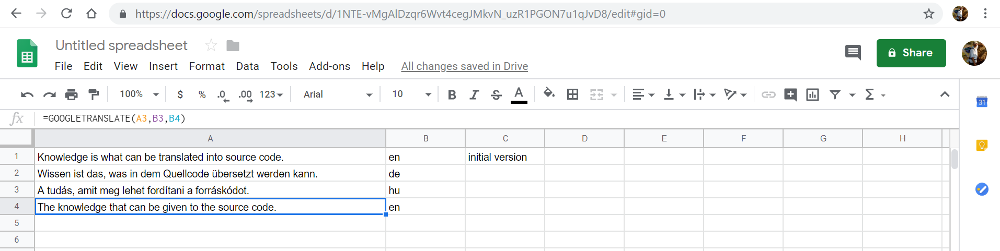 https://docs.google.com/spreadsheets/d/1NTE-vMgAlDzqr6Wvt4cegJMkvN_uzR1PGON7u1qJvD8/edit#gid=0
Untitled spreadsheet
Share
File Edit View Insert Format Data Tools Add-ons Help All changes saved in Drive
100% $ % .0 .00 123 Arial 10 B I S A Σ 31
fx =GOOGLETRANSLATE(A3,B3,B4)
A B C D E F G H
1 Knowledge is what can be translated into source code. en initial version
2 Wissen ist das, was in dem Quellcode übersetzt werden kann. de
3 A tudás, amit meg lehet fordítani a forráskódot. hu
4 The knowledge that can be given to the source code. en
5
6